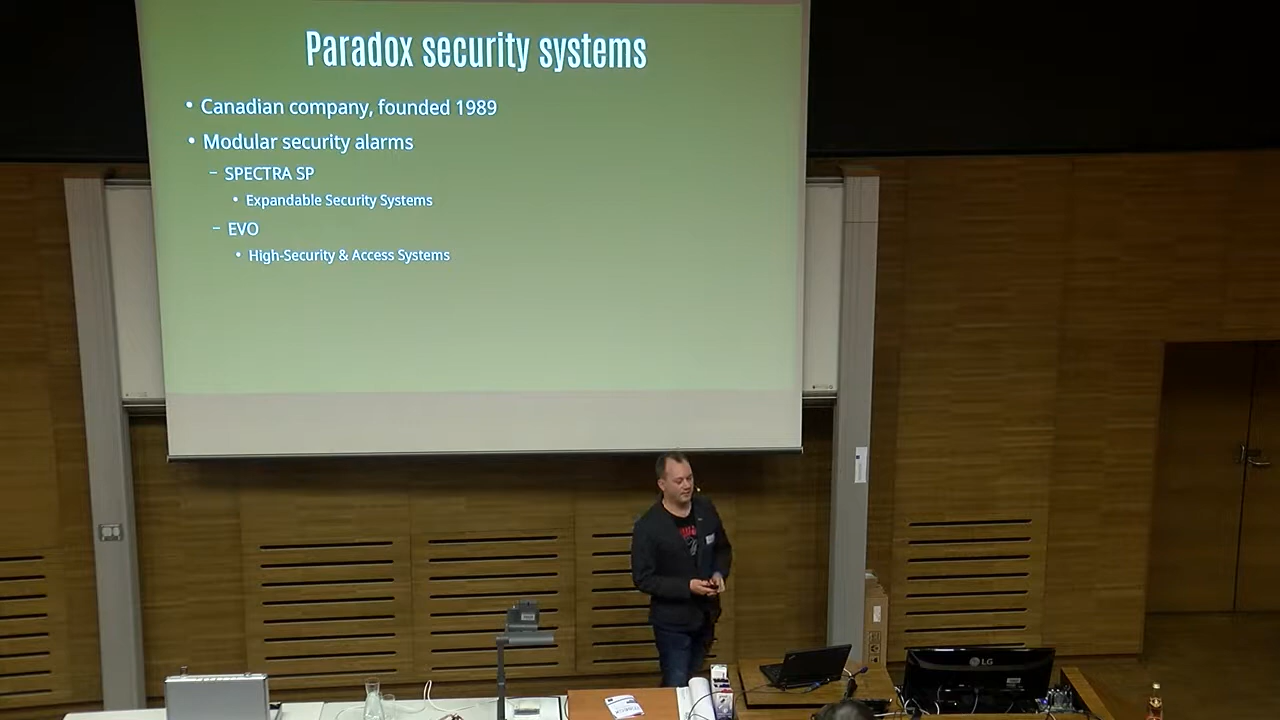 Paradox security systems
• Canadian company, founded 1989
• Modular security alarms
– SPECTRA SP
• Expandable Security Systems
– EVO
• High-Security & Access Systems
LG